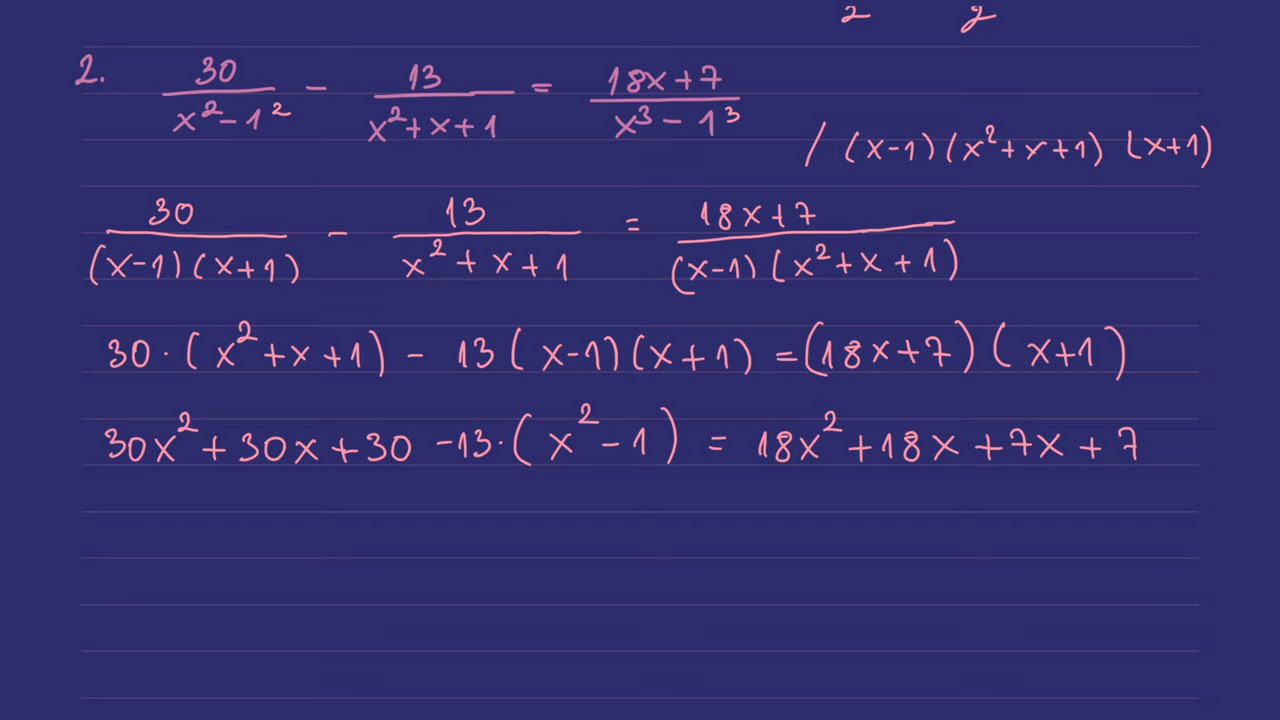 2 2
2. 30/(x²-1²) - 13/(x²+x+1) = (18x+7)/(x³-1³)
/ (x-1)(x²+x+1)(x+1)
30/((x-1)(x+1)) - 13/(x²+x+1) = (18x+7)/((x-1)(x²+x+1))
30·(x²+x+1) - 13(x-1)(x+1) = (18x+7)(x+1)
30x²+30x+30 -13·(x²-1) = 18x²+18x+7x+7